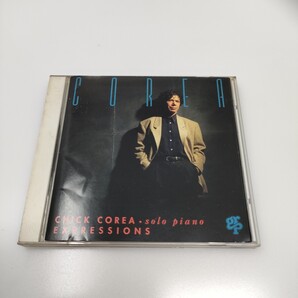 COREA
CHICK COREA • solo piano
EXPRESSIONS
GRP